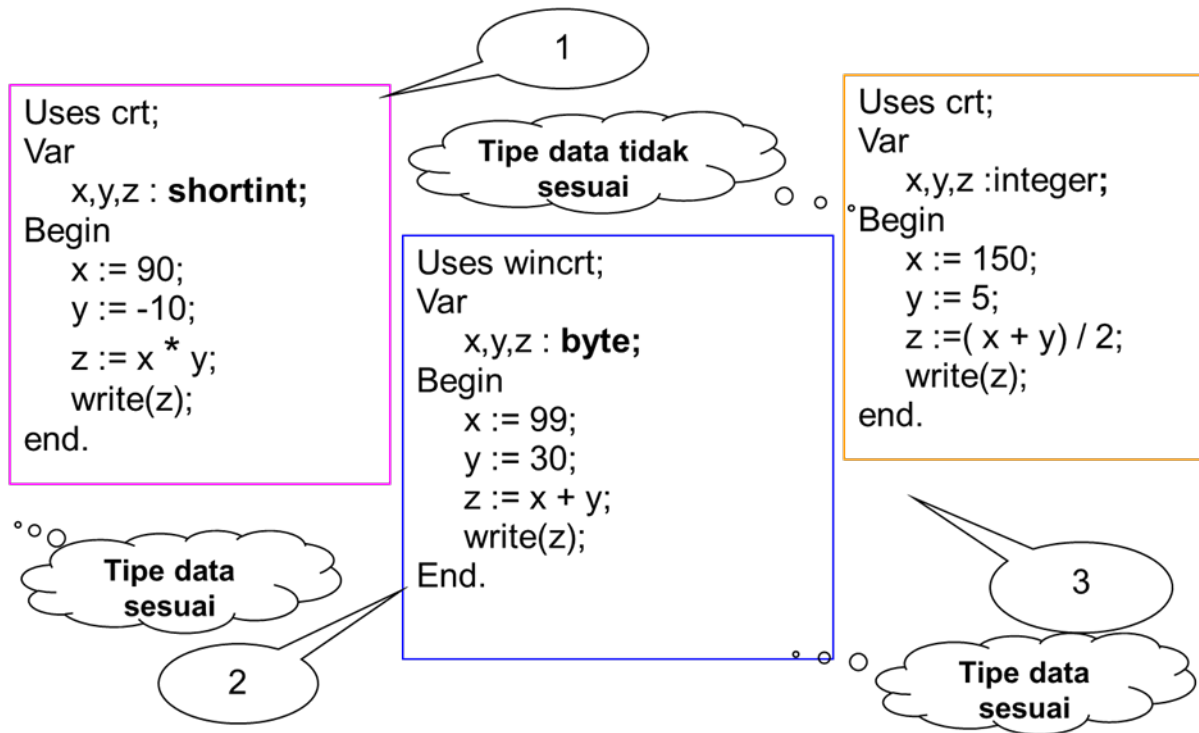 1
Uses crt;
Var
x,y,z : shortint;
Begin
x := 90;
y := -10;
z := x * y;
write(z);
end.
Tipe data tidak
sesuai
Uses crt;
Var
x,y,z :integer;
Begin
x := 150;
y := 5;
z :=( x + y) / 2;
write(z);
end.
Uses wincrt;
Var
x,y,z : byte;
Begin
x := 99;
y := 30;
z := x + y;
write(z);
End.
Tipe data
sesuai
2
3
Tipe data
sesuai